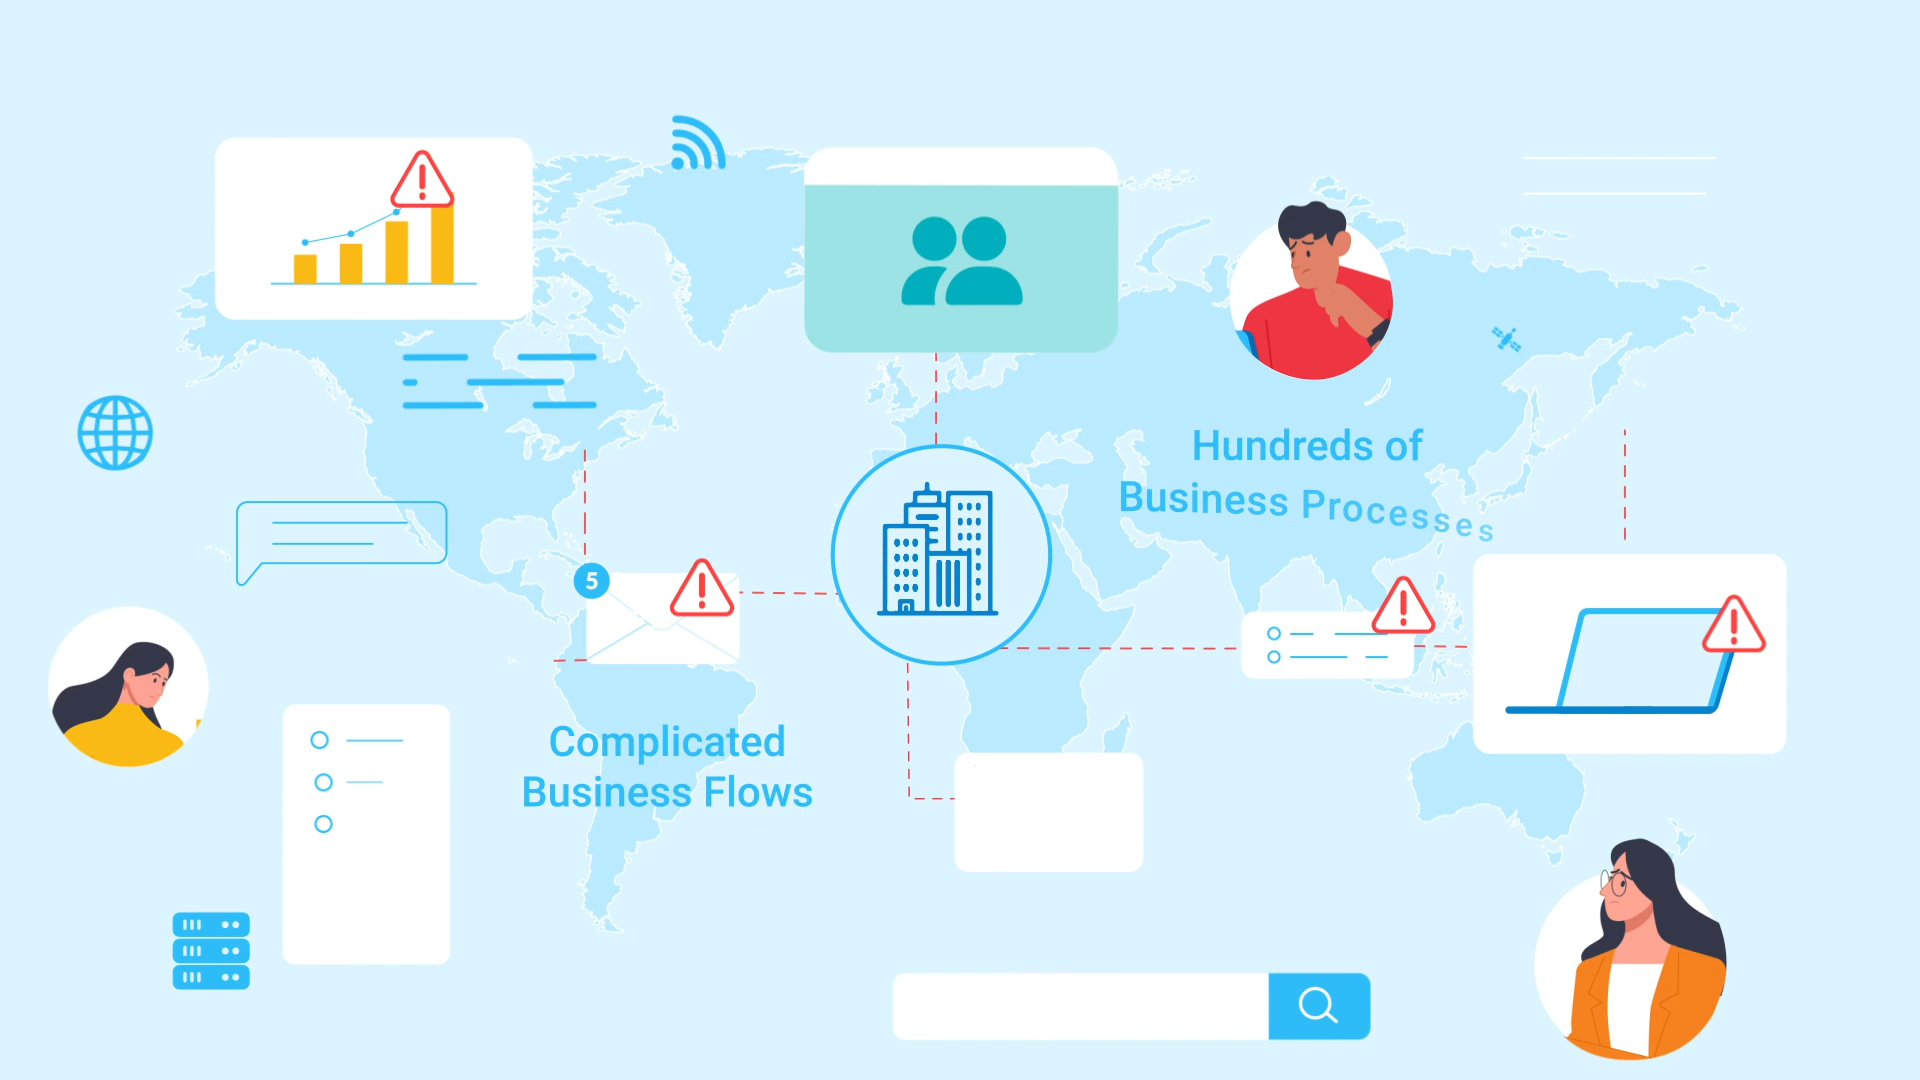 Hundreds of
Business Processes
5
Complicated
Business Flows